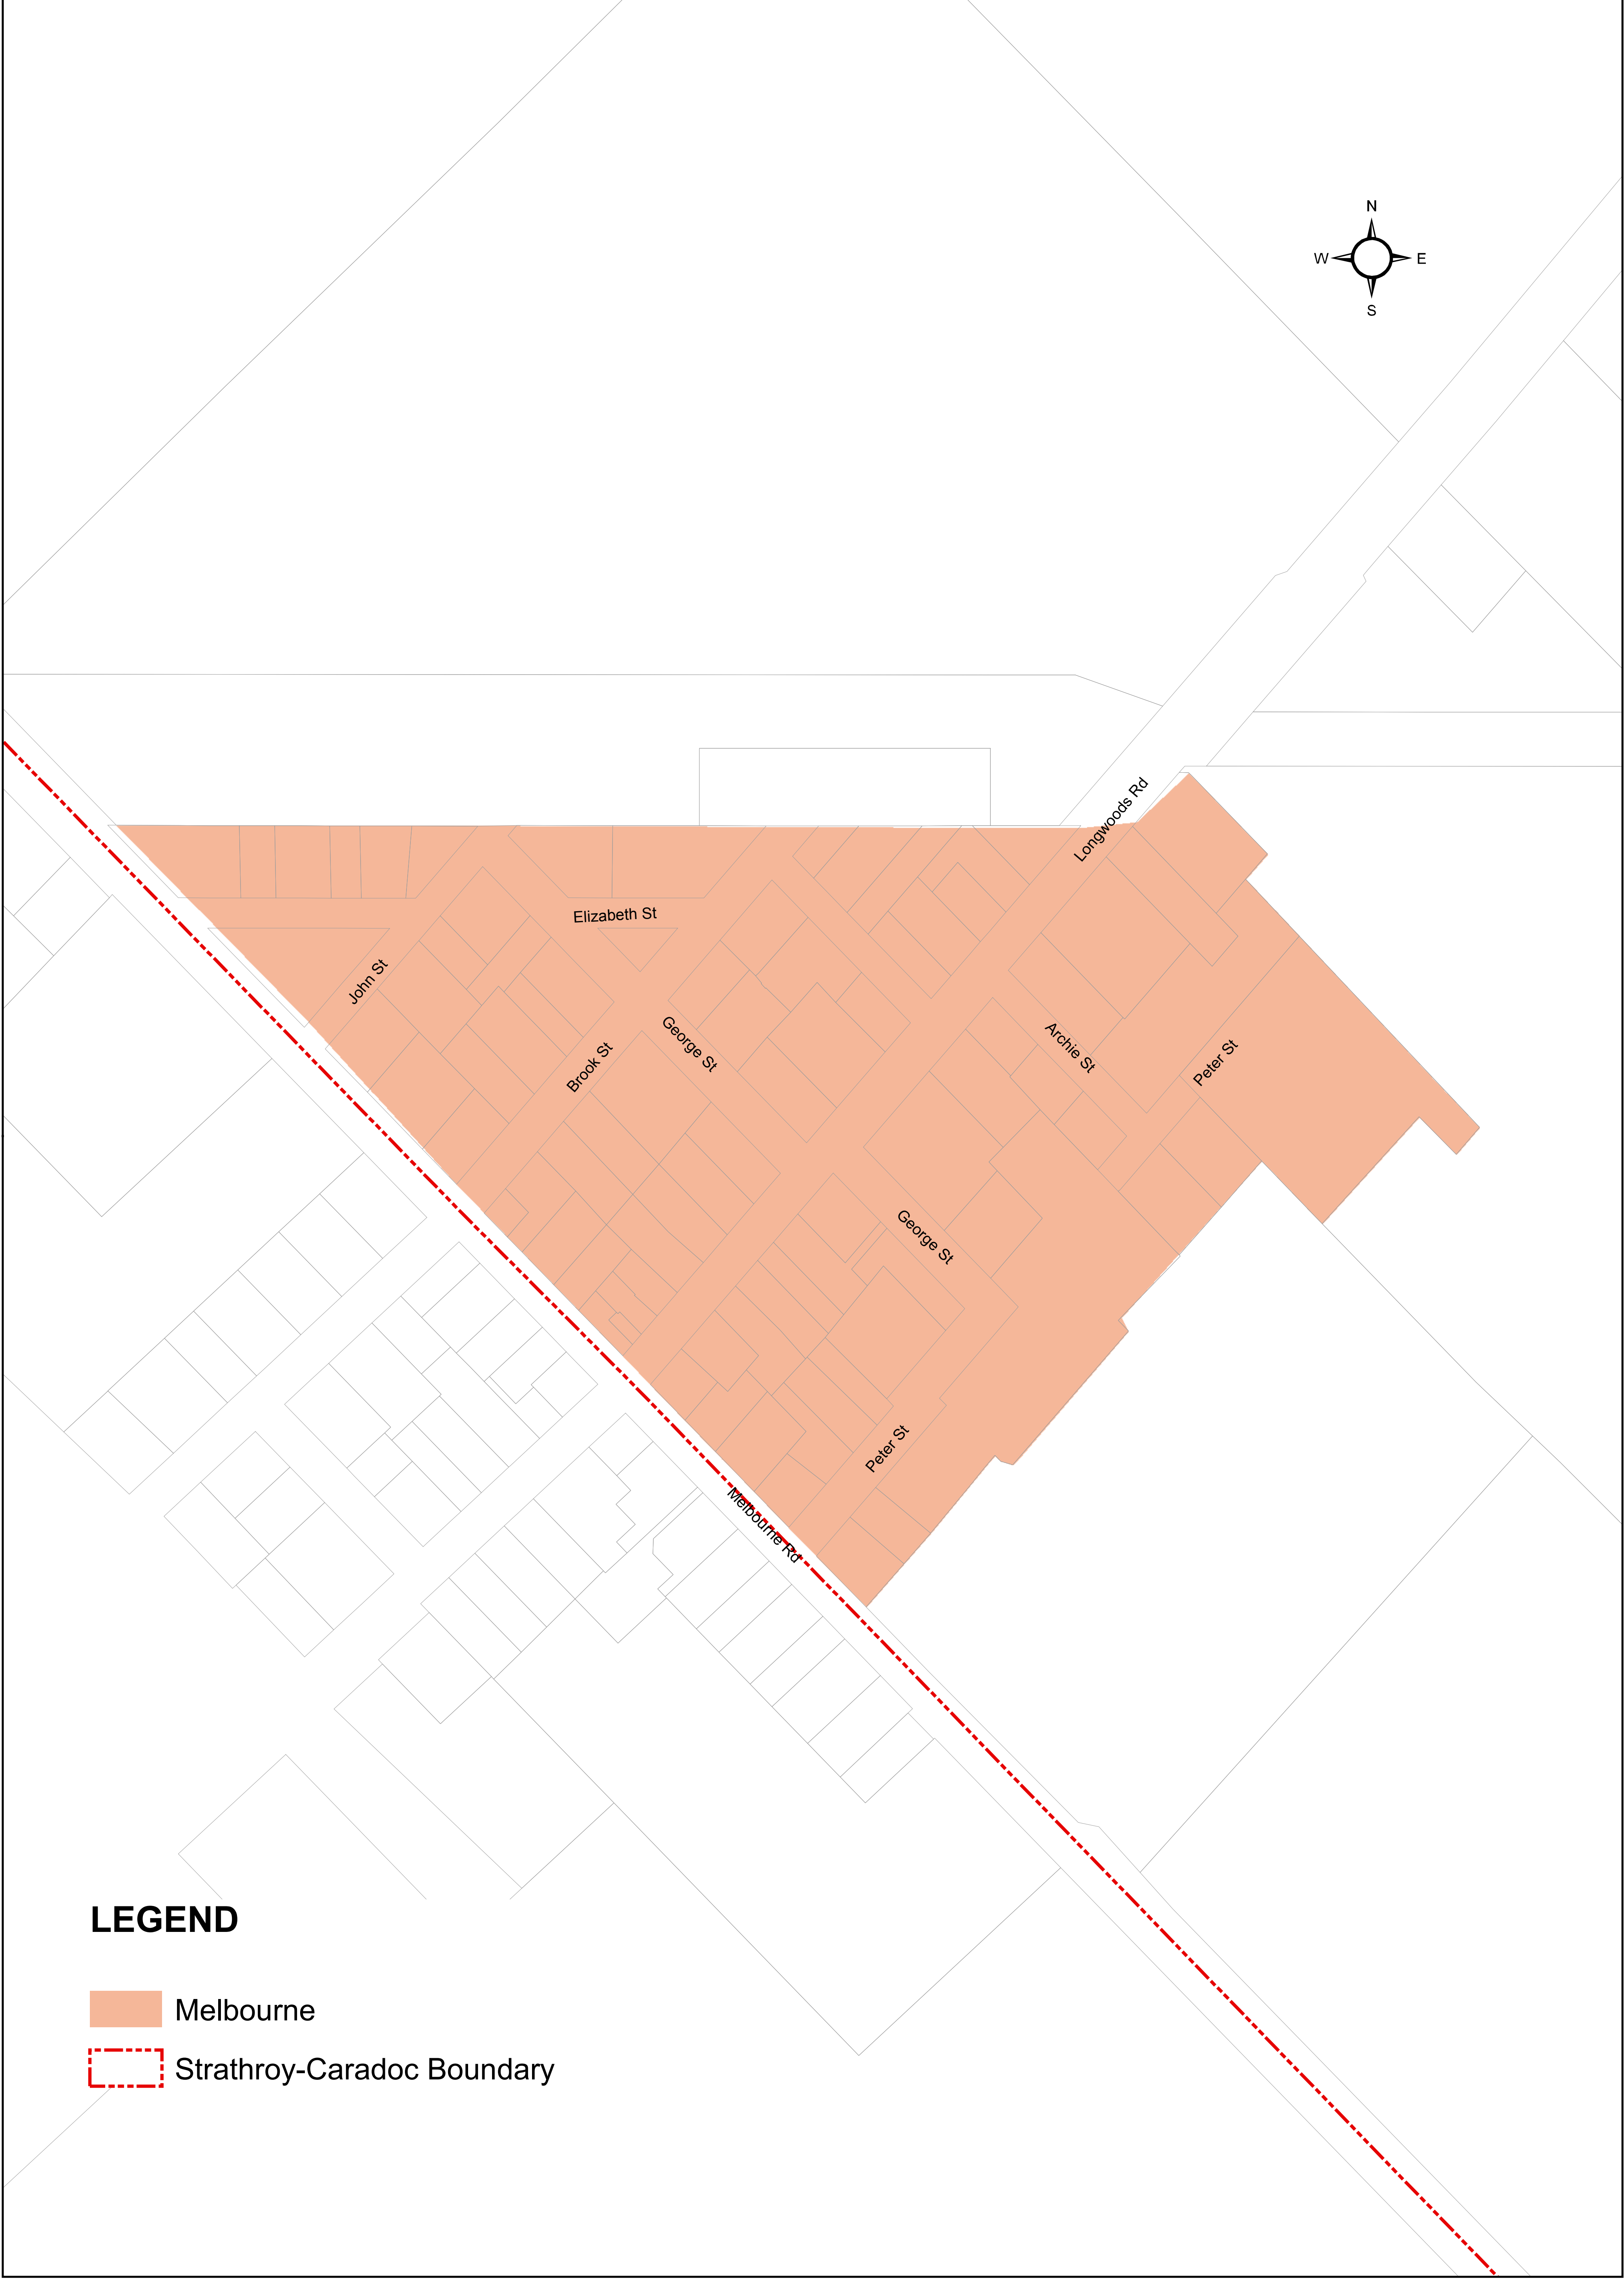 N
W E
S
Longwoods Rd
Elizabeth St
John St
George St
Brook St
Archie St
Peter St
George St
Peter St
Melbourne Rd
LEGEND
Melbourne
Strathroy-Caradoc Boundary